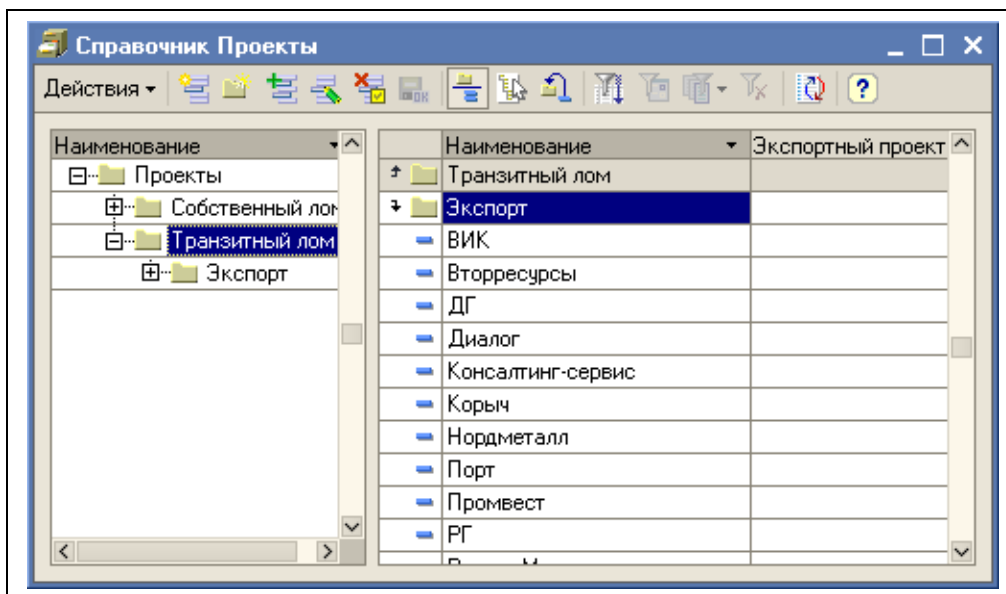 Справочник Проекты
Действия
Наименование
Проекты
Собственный лом
Транзитный лом
Экспорт
Наименование Экспортный проект
Транзитный лом
Экспорт
ВИК
Вторресурсы
ДГ
Диалог
Консалтинг-сервис
Корыч
Нордметалл
Порт
Промвест
РГ